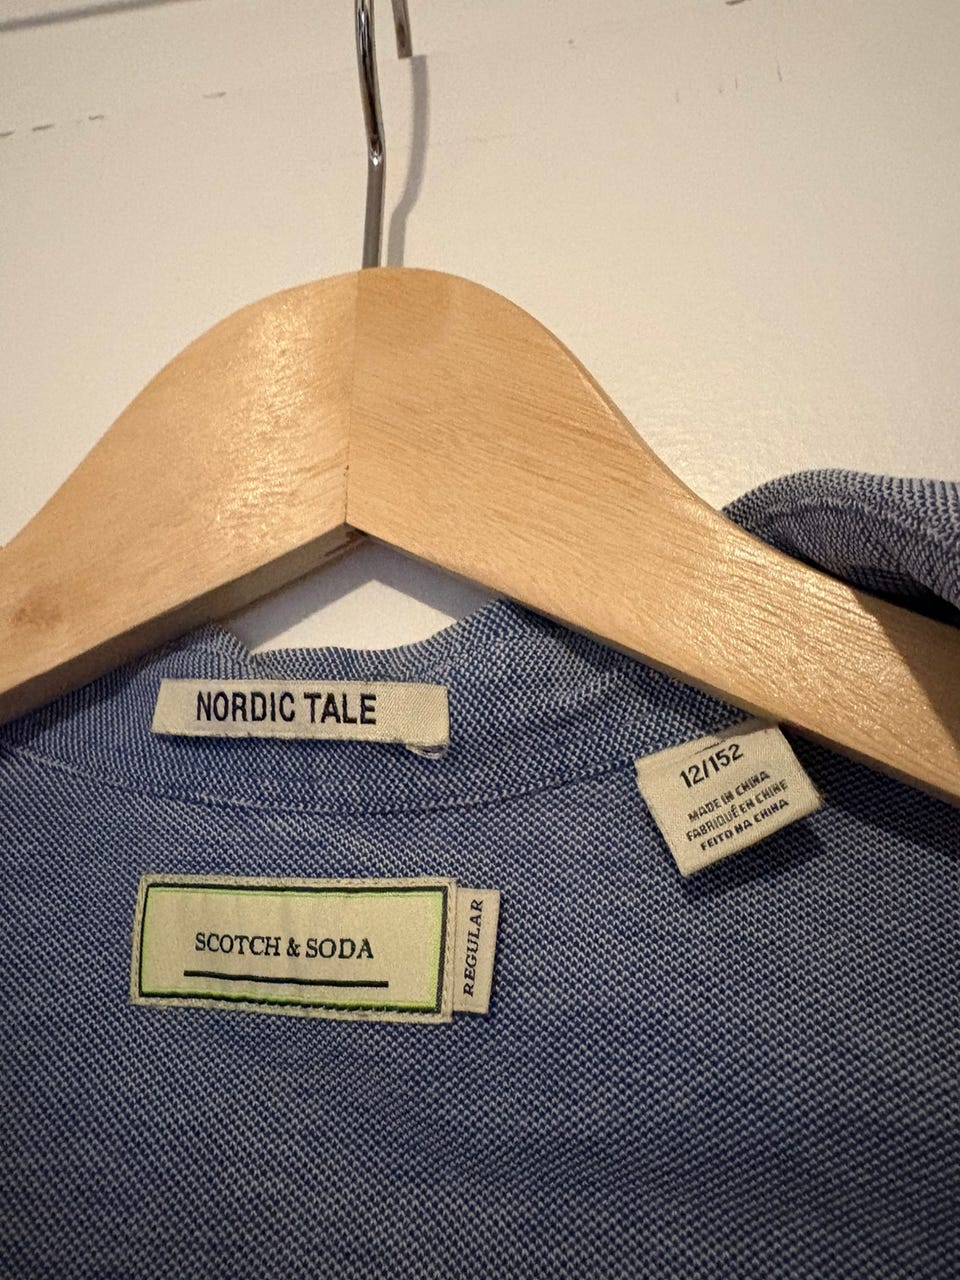 NORDIC TALE
12/152
MADE IN CHINA
FABRIQUÉ EN CHINE
FEITO NA CHINA
SCOTCH & SODA
REGULAR